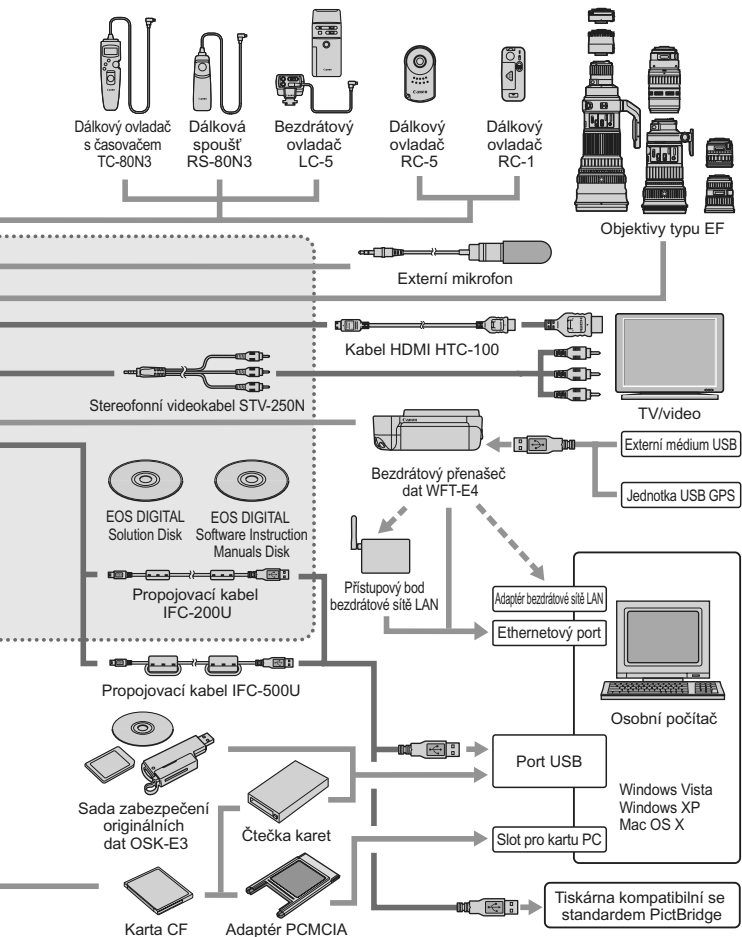 Dálkový ovladač
s časovačem
TC-80N3
Dálková
spoušť
RS-80N3
Bezdrátový
ovladač
LC-5
Dálkový
ovladač
RC-5
Dálkový
ovladač
RC-1
Objektivy typu EF
Externí mikrofon
Kabel HDMI HTC-100
Stereofonní videokabel STV-250N
TV/video
Canon
Bezdrátový přenašeč
dat WFT-E4
Externí médium USB
Jednotka USB GPS
EOS DIGITAL
Solution Disk
EOS DIGITAL
Software Instruction
Manuals Disk
Přístupový bod
bezdrátové sítě LAN
Adaptér bezdrátové sítě LAN
Ethernetový port
Propojovací kabel
IFC-200U
Propojovací kabel IFC-500U
Osobní počítač
Port USB
Windows Vista
Windows XP
Mac OS X
Sada zabezpečení
originálních
dat OSK-E3
Čtečka karet
Slot pro kartu PC
Karta CF
Adaptér PCMCIA
Tiskárna kompatibilní se
standardem PictBridge